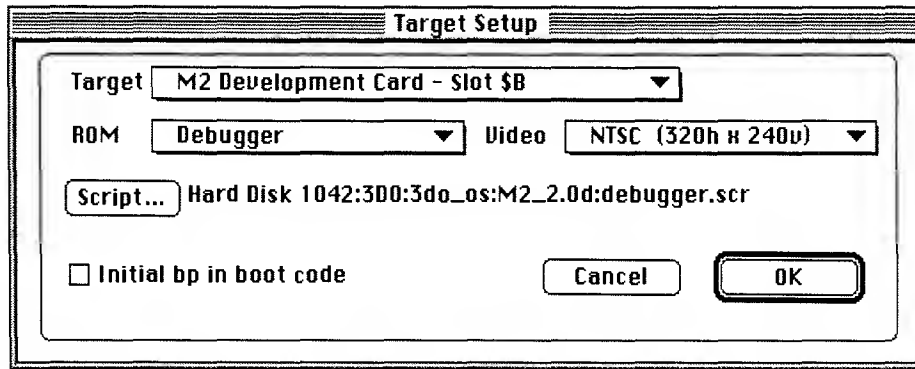 Target Setup
Target M2 Development Card - Slot $B
ROM Debugger Video NTSC (320h x 240v)
Script... Hard Disk 1042:3DO:3do_os:M2_2.0d:debugger.scr
Initial bp in boot code Cancel OK